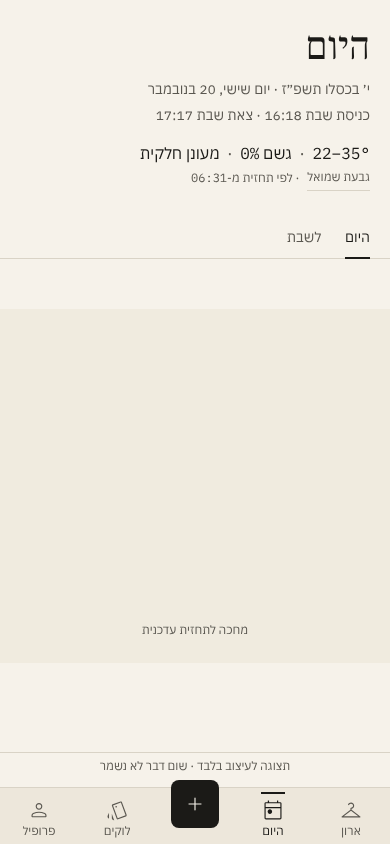 היום
י׳ בכסלו תשפ״ז · יום שישי, 20 בנובמבר
כניסת שבת 16:18 · צאת שבת 17:17
22–35° · גשם 0% · מעונן חלקית
גבעת שמואל · לפי תחזית מ-06:31
היום
לשבת
מחכה לתחזית עדכנית
תצוגה לעיצוב בלבד · שום דבר לא נשמר
ארון
היום
לוקים
פרופיל